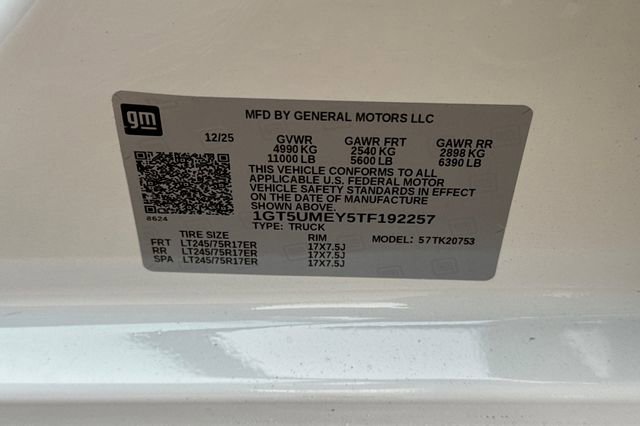 gm
MFD BY GENERAL MOTORS LLC
12/25 GVWR GAWR FRT GAWR RR
4990 KG 2540 KG 2898 KG
11000 LB 5600 LB 6390 LB
THIS VEHICLE CONFORMS TO ALL
APPLICABLE U.S. FEDERAL MOTOR
VEHICLE SAFETY STANDARDS IN EFFECT
ON THE DATE OF MANUFACTURE
SHOWN ABOVE.
8624 1GT5UMEY5TF192257
TYPE: TRUCK
TIRE SIZE RIM MODEL: 57TK20753
FRT LT245/75R17ER 17X7.5J
RR LT245/75R17ER 17X7.5J
SPA LT245/75R17ER 17X7.5J